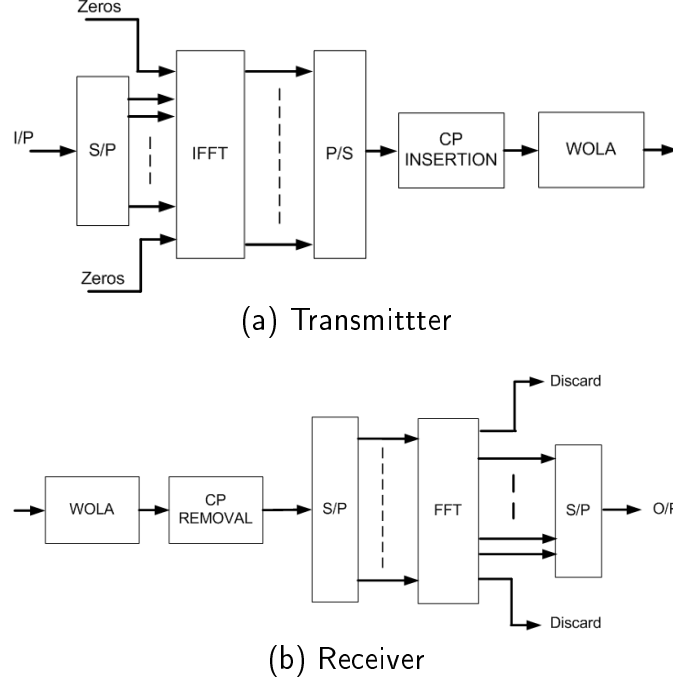 Zeros
I/P
S/P
IFFT
P/S
CP
INSERTION
WOLA
Zeros
(a) Transmittter
Discard
WOLA
CP
REMOVAL
S/P
FFT
S/P
O/P
Discard
(b) Receiver